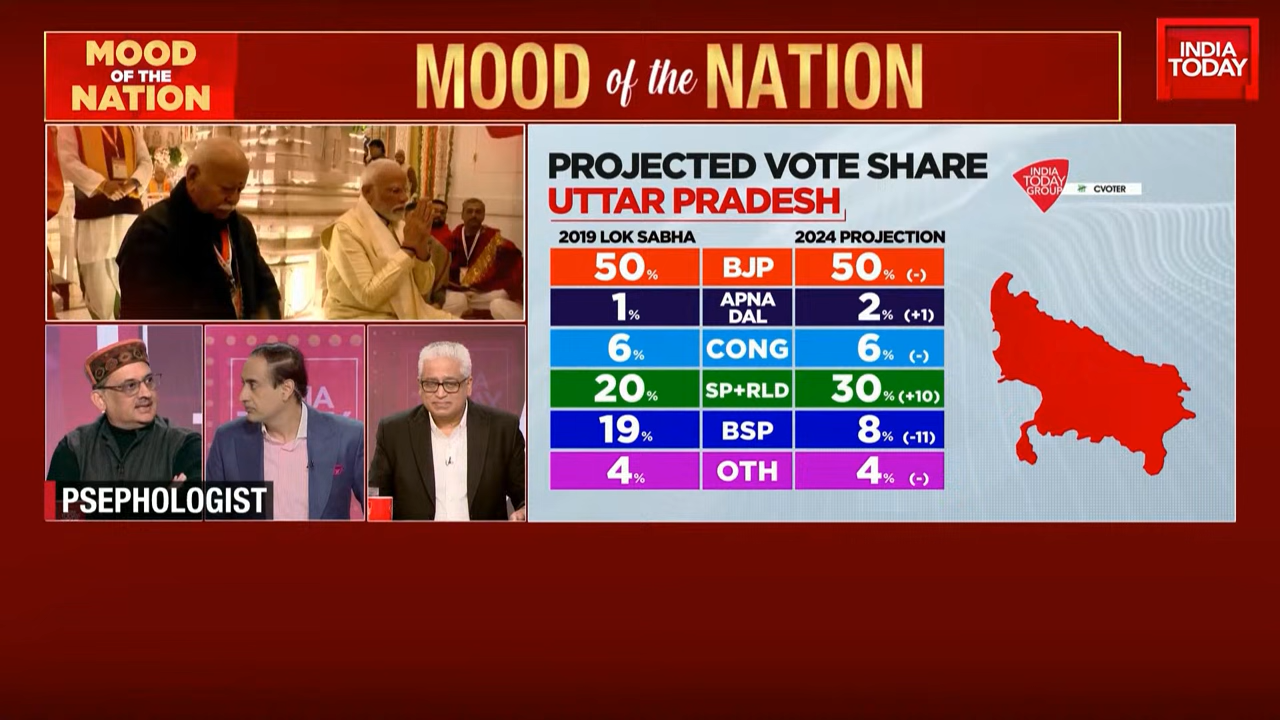 MOOD
OF THE
NATION
MOOD of the NATION
INDIA
TODAY
PROJECTED VOTE SHARE
UTTAR PRADESH
INDIA
TODAY
GROUP
CVOTER
2019 LOK SABHA
2024 PROJECTION
50% BJP 50% (-)
1% APNA DAL 2% (+1)
6% CONG 6% (-)
20% SP+RLD 30% (+10)
19% BSP 8% (-11)
4% OTH 4% (-)
PSEPHOLOGIST